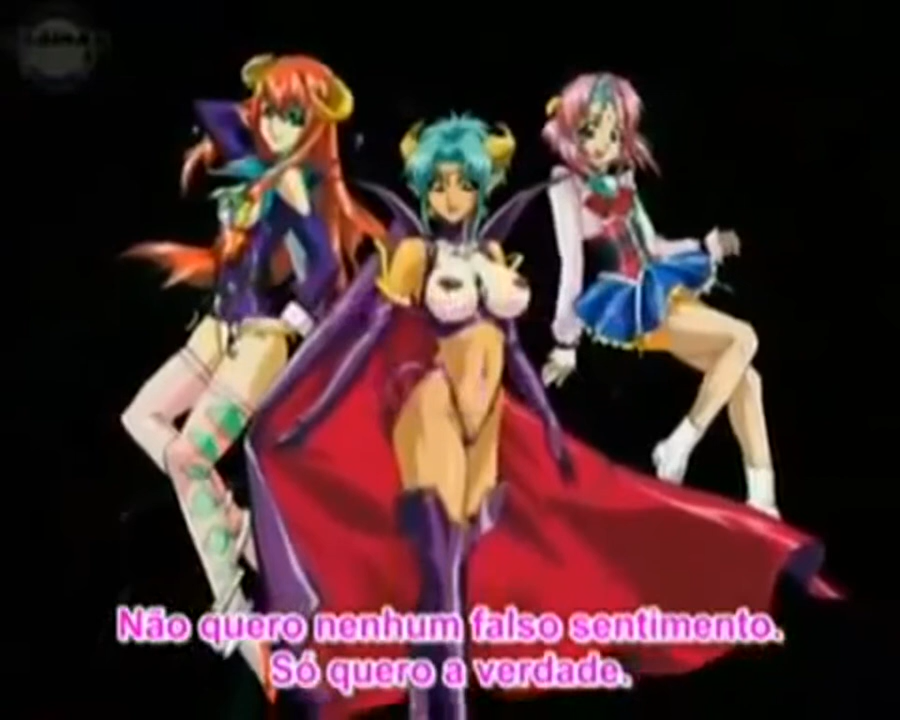 Não quero nenhum falso sentimento.
Só quero a verdade.